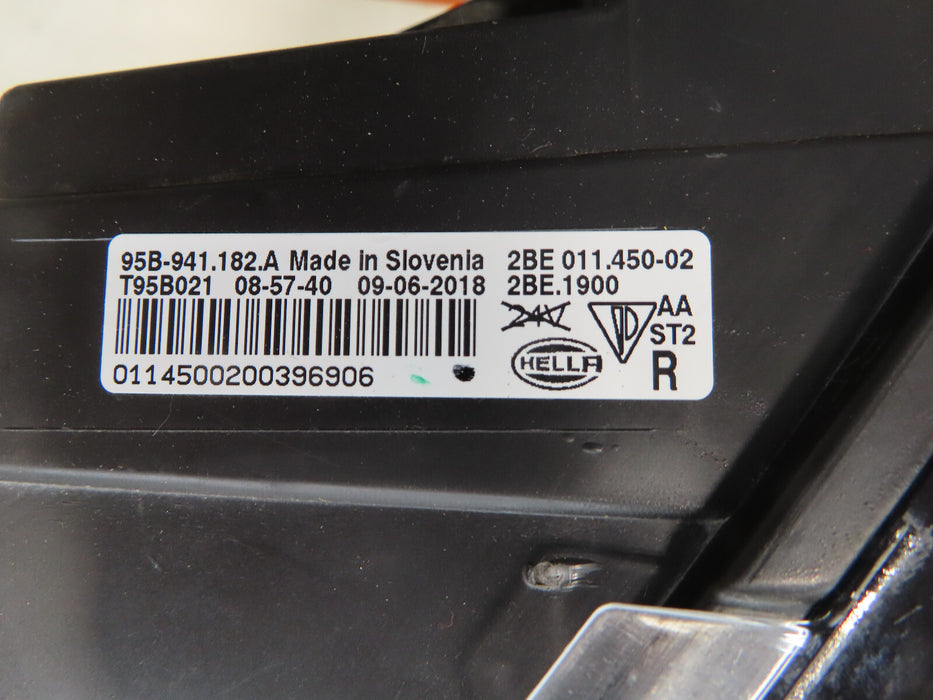 95B-941.182.A Made in Slovenia 2BE 011.450-02
T95B021 08-57-40 09-06-2018 2BE.1900
24V
AA
ST2
HELLA
R
0114500200396906